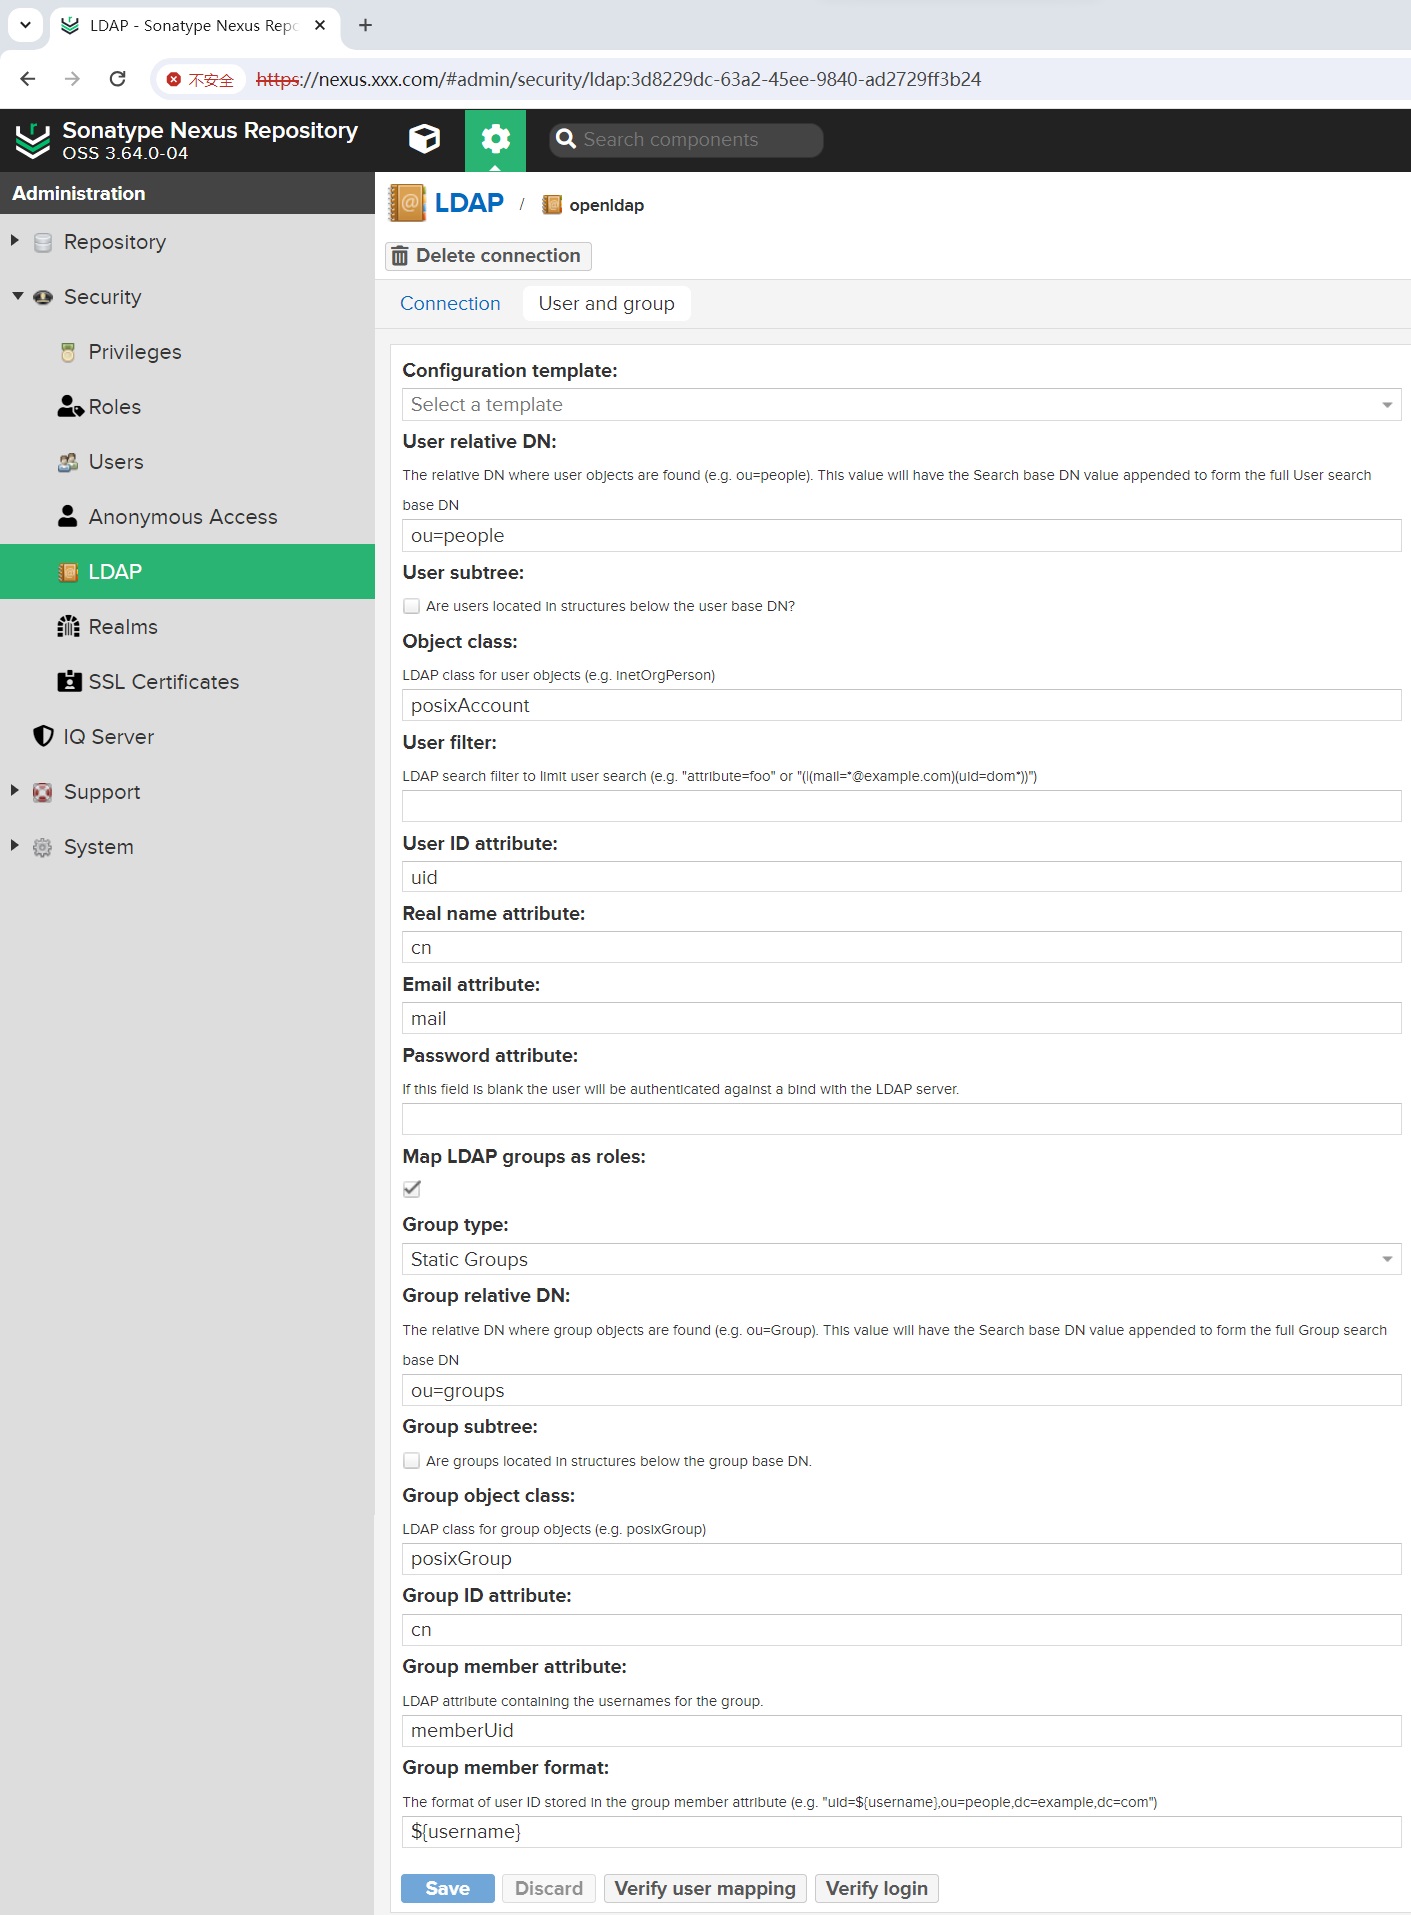 LDAP - Sonatype Nexus Repo
不安全 https://nexus.xxx.com/#admin/security/ldap:3d8229dc-63a2-45ee-9840-ad2729ff3b24
Sonatype Nexus Repository
OSS 3.64.0-04
Search components
Administration
Repository
Security
Privileges
Roles
Users
Anonymous Access
LDAP
Realms
SSL Certificates
IQ Server
Support
System
LDAP / openldap
Delete connection
Connection User and group
Configuration template:
Select a template
User relative DN:
The relative DN where user objects are found (e.g. ou=people). This value will have the Search base DN value appended to form the full User search
base DN
ou=people
User subtree:
Are users located in structures below the user base DN?
Object class:
LDAP class for user objects (e.g. inetOrgPerson)
posixAccount
User filter:
LDAP search filter to limit user search (e.g. "attribute=foo" or "(|(mail=*@example.com)(uid=dom*))")
User ID attribute:
uid
Real name attribute:
cn
Email attribute:
mail
Password attribute:
If this field is blank the user will be authenticated against a bind with the LDAP server.
Map LDAP groups as roles:
Group type:
Static Groups
Group relative DN:
The relative DN where group objects are found (e.g. ou=Group). This value will have the Search base DN value appended to form the full Group search
base DN
ou=groups
Group subtree:
Are groups located in structures below the group base DN.
Group object class:
LDAP class for group objects (e.g. posixGroup)
posixGroup
Group ID attribute:
cn
Group member attribute:
LDAP attribute containing the usernames for the group.
memberUid
Group member format:
The format of user ID stored in the group member attribute (e.g. "uid=${username},ou=people,dc=example,dc=com")
${username}
Save Discard Verify user mapping Verify login